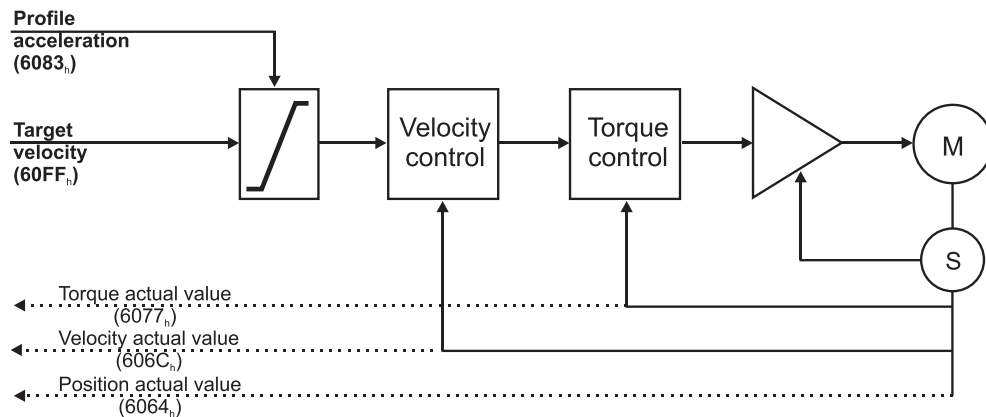 Profile
acceleration
(6083h)
Target
velocity
(60FFh)
Velocity
control
Torque
control
M
S
Torque actual value
(6077h)
Velocity actual value
(606Ch)
Position actual value
(6064h)